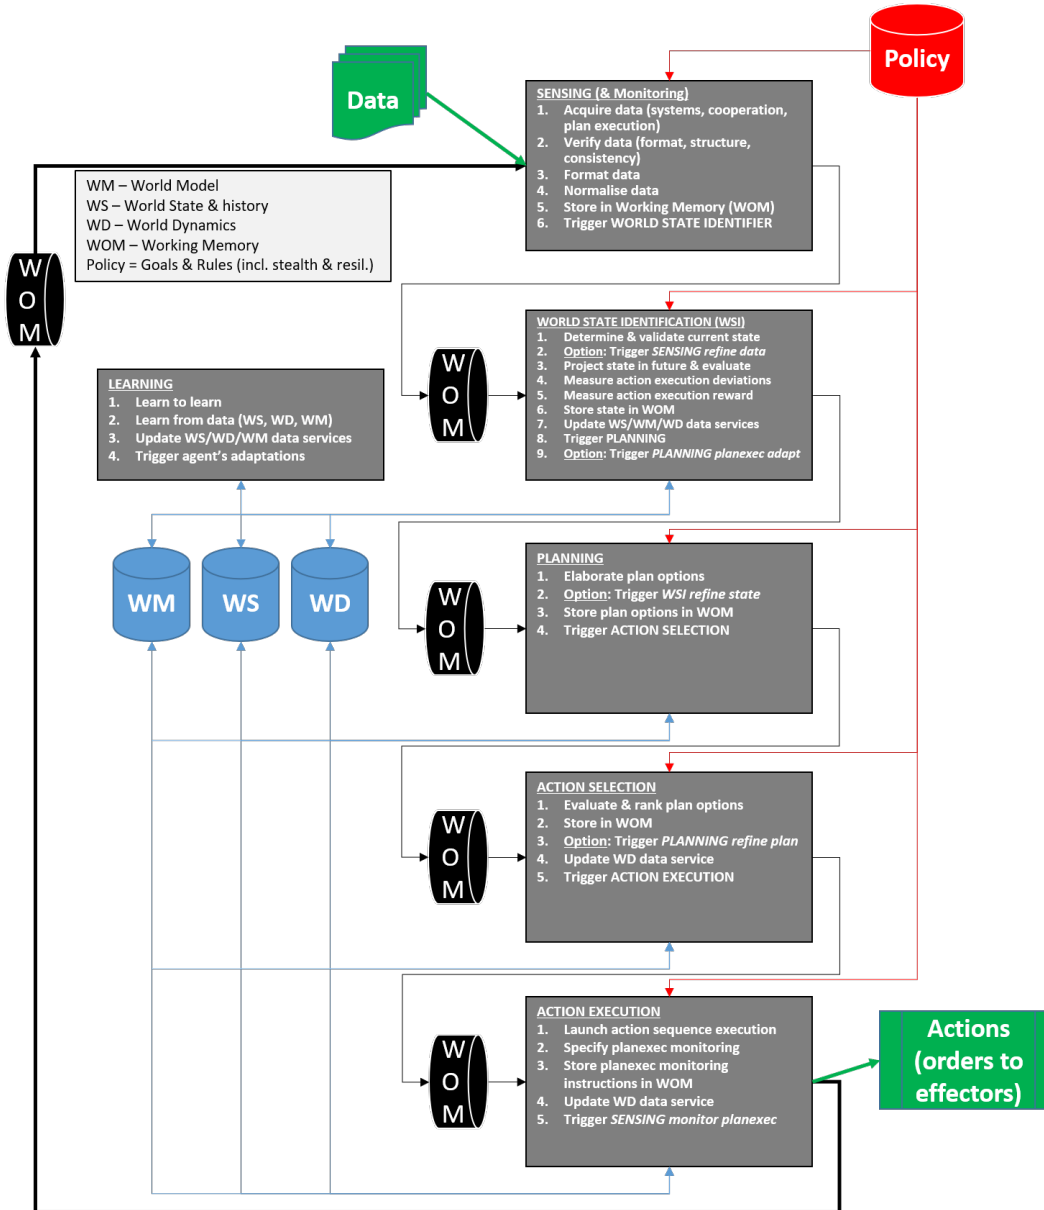 Policy
Data
SENSING (& Monitoring)
1. Acquire data (systems, cooperation,
plan execution)
2. Verify data (format, structure,
consistency)
3. Format data
4. Normalise data
5. Store in Working Memory (WOM)
6. Trigger WORLD STATE IDENTIFIER
WM – World Model
WS – World State & history
WD – World Dynamics
WOM – Working Memory
Policy = Goals & Rules (incl. stealth & resil.)
W
O
M
WORLD STATE IDENTIFICATION (WSI)
1. Determine & validate current state
2. Option: Trigger SENSING refine data
3. Project state in future & evaluate
4. Measure action execution deviations
5. Measure action execution reward
6. Store state in WOM
7. Update WS/WM/WD data services
8. Trigger PLANNING
9. Option: Trigger PLANNING planexec adapt
W
O
M
LEARNING
1. Learn to learn
2. Learn from data (WS, WD, WM)
3. Update WS/WD/WM data services
4. Trigger agent's adaptations
WM
WS
WD
PLANNING
1. Elaborate plan options
2. Option: Trigger WSI refine state
3. Store plan options in WOM
4. Trigger ACTION SELECTION
W
O
M
ACTION SELECTION
1. Evaluate & rank plan options
2. Store in WOM
3. Option: Trigger PLANNING refine plan
4. Update WD data service
5. Trigger ACTION EXECUTION
W
O
M
ACTION EXECUTION
1. Launch action sequence execution
2. Specify planexec monitoring
3. Store planexec monitoring
instructions in WOM
4. Update WD data service
5. Trigger SENSING monitor planexec
W
O
M
Actions
(orders to
effectors)